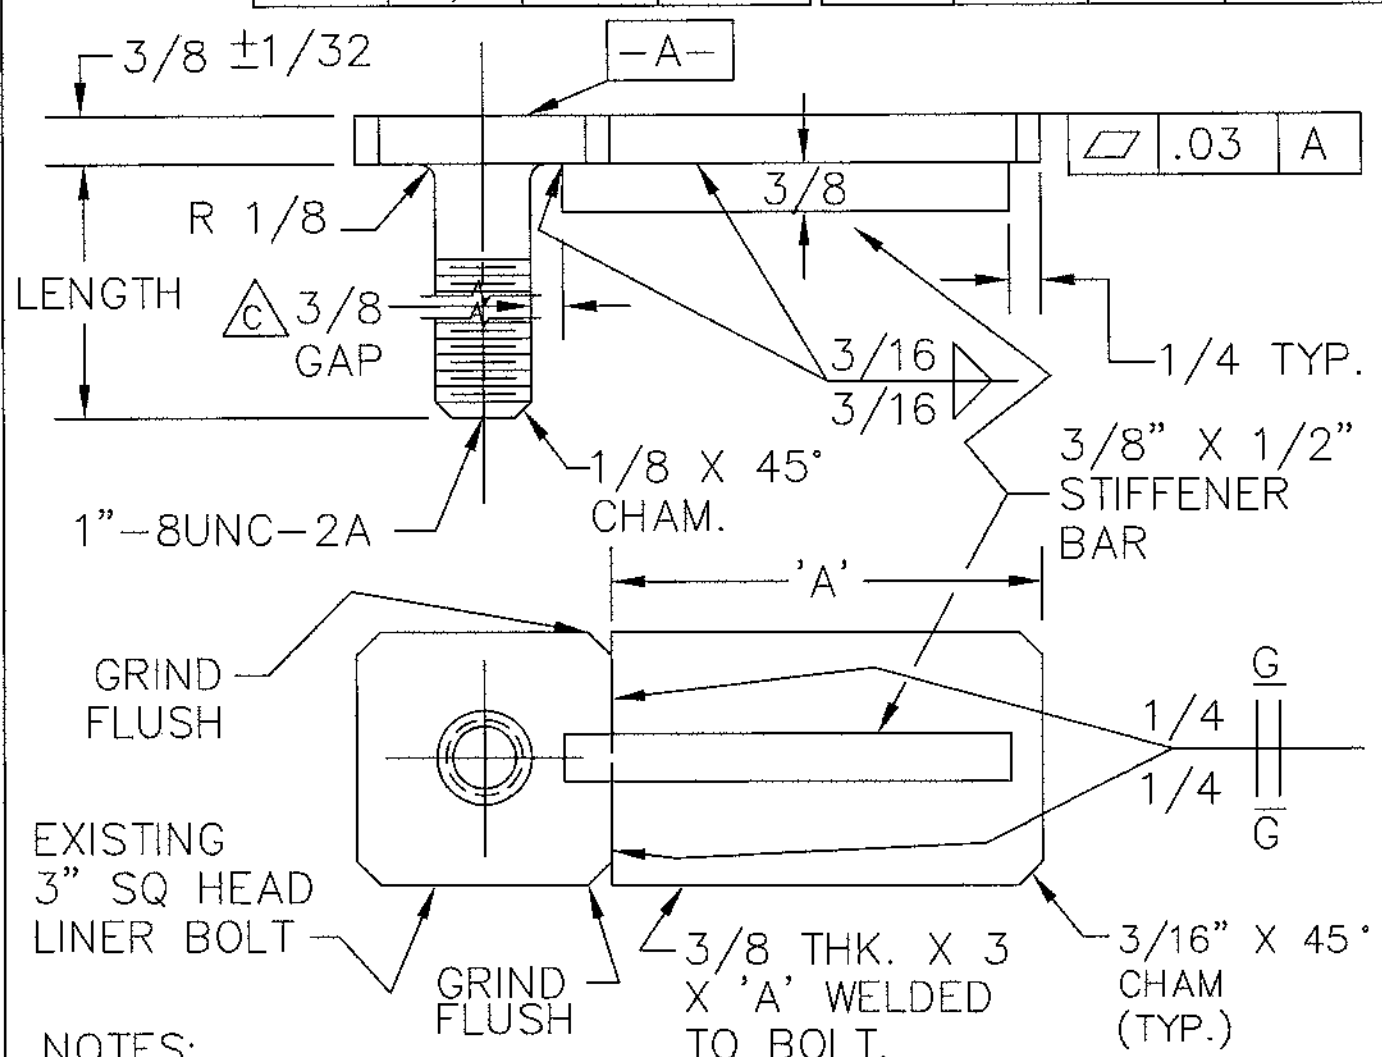 3/8 ±1/32
-A-
.03 A
3/8
R 1/8
LENGTH
C 3/8
GAP
3/16
3/16
1/4 TYP.
1/8 X 45°
CHAM.
3/8" X 1/2"
STIFFENER
BAR
1"-8UNC-2A
'A'
GRIND
FLUSH
G
1/4
1/4
G
EXISTING
3" SQ HEAD
LINER BOLT
GRIND
FLUSH
3/8 THK. X 3
X 'A' WELDED
TO BOLT.
3/16" X 45°
CHAM
(TYP.)
NOTES: